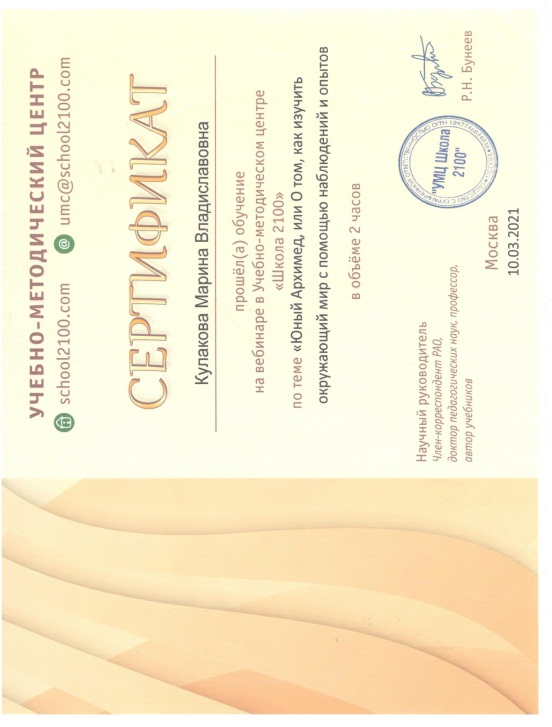 УЧЕБНО-МЕТОДИЧЕСКИЙ ЦЕНТР
school2100.com @ umc@school2100.com
СЕРТИФИКАТ
Кулакова Марина Владиславовна
прошёл(а) обучение
на вебинаре в Учебно-методическом центре
«Школа 2100»
по теме «Юный Архимед, или О том, как изучить
окружающий мир с помощью наблюдений и опытов
в объёме 2 часов
Научный руководитель
Член-корреспондент РАО,
доктор педагогических наук, профессор,
автор учебников
"УМЦ Школа
2100"
Р.Н. Бунеев
Москва
10.03.2021